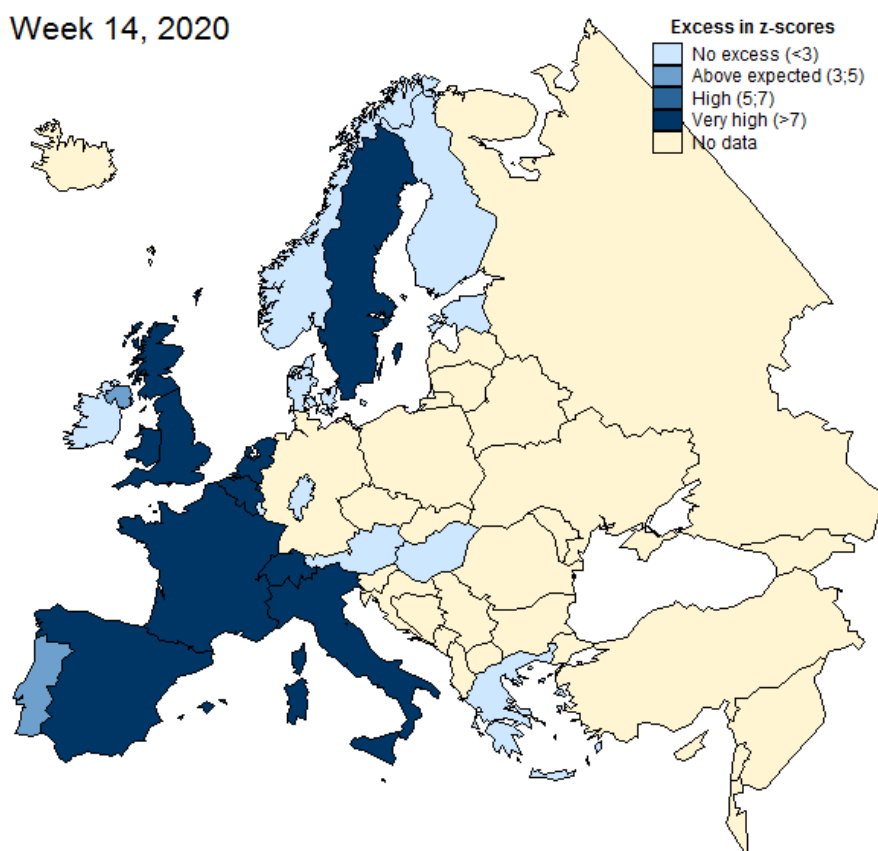 Week 14, 2020
Excess in z-scores
No excess (<3)
Above expected (3;5)
High (5;7)
Very high (>7)
No data